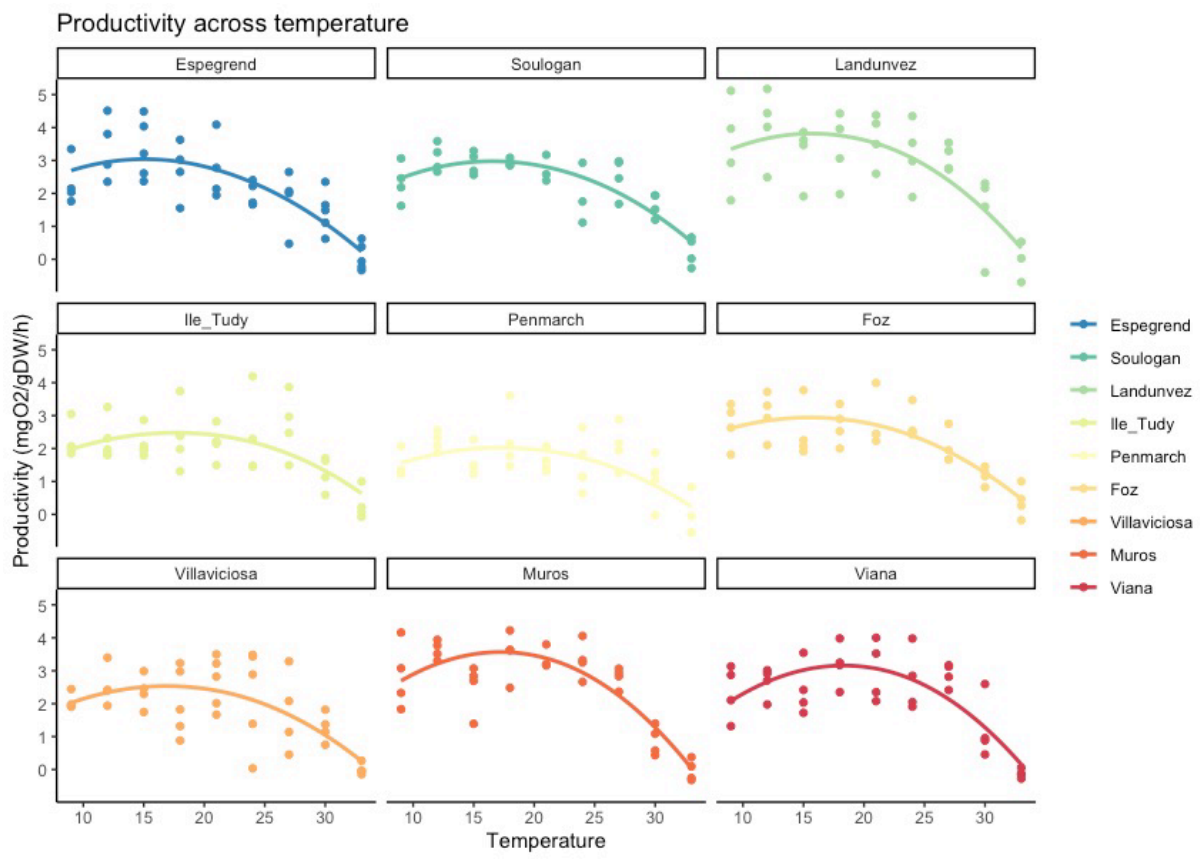 Productivity across temperature
Espegrend
Soulogan
Landunvez
5
4
3
2
1
0
Ile_Tudy
Penmarch
Foz
5
4
3
2
1
0
Productivity (mgO2/gDW/h)
Villaviciosa
Muros
Viana
5
4
3
2
1
0
10 15 20 25 30
10 15 20 25 30
10 15 20 25 30
Temperature
Espegrend
Soulogan
Landunvez
Ile_Tudy
Penmarch
Foz
Villaviciosa
Muros
Viana